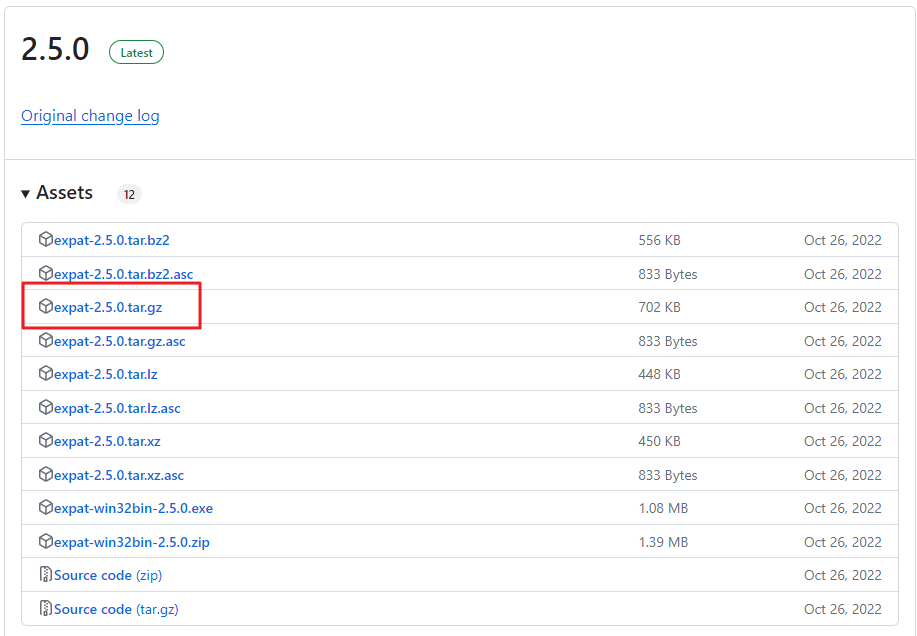 2.5.0 Latest
Original change log
Assets 12
expat-2.5.0.tar.bz2 556 KB Oct 26, 2022
expat-2.5.0.tar.bz2.asc 833 Bytes Oct 26, 2022
expat-2.5.0.tar.gz 702 KB Oct 26, 2022
expat-2.5.0.tar.gz.asc 833 Bytes Oct 26, 2022
expat-2.5.0.tar.lz 448 KB Oct 26, 2022
expat-2.5.0.tar.lz.asc 833 Bytes Oct 26, 2022
expat-2.5.0.tar.xz 450 KB Oct 26, 2022
expat-2.5.0.tar.xz.asc 833 Bytes Oct 26, 2022
expat-win32bin-2.5.0.exe 1.08 MB Oct 26, 2022
expat-win32bin-2.5.0.zip 1.39 MB Oct 26, 2022
Source code (zip) Oct 26, 2022
Source code (tar.gz) Oct 26, 2022